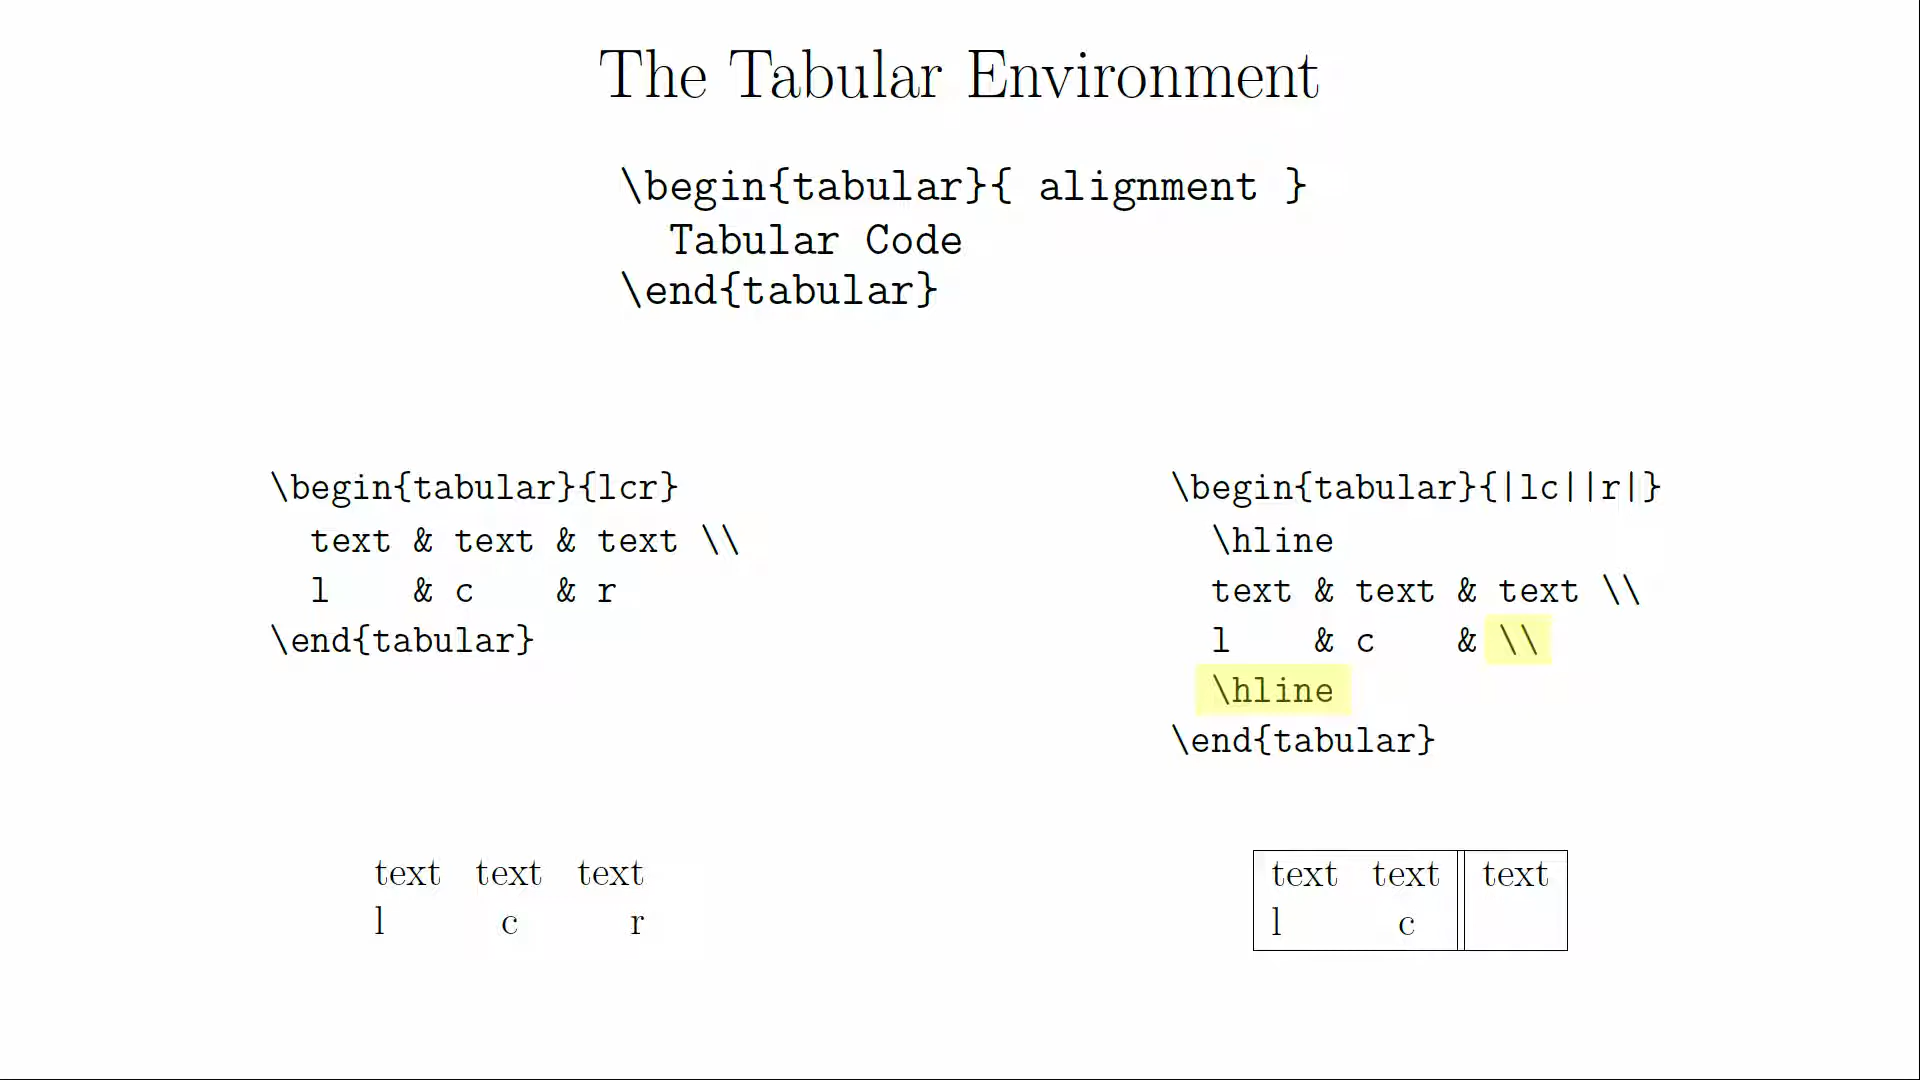 The Tabular Environment
\begin{tabular}{ alignment }
Tabular Code
\end{tabular}
\begin{tabular}{lcr}
text & text & text \\
l & c & r
\end{tabular}
\begin{tabular}{|lc||r|}
\hline
text & text & text \\
l & c & \\
\hline
\end{tabular}
text text text
l c r
text text text
l c